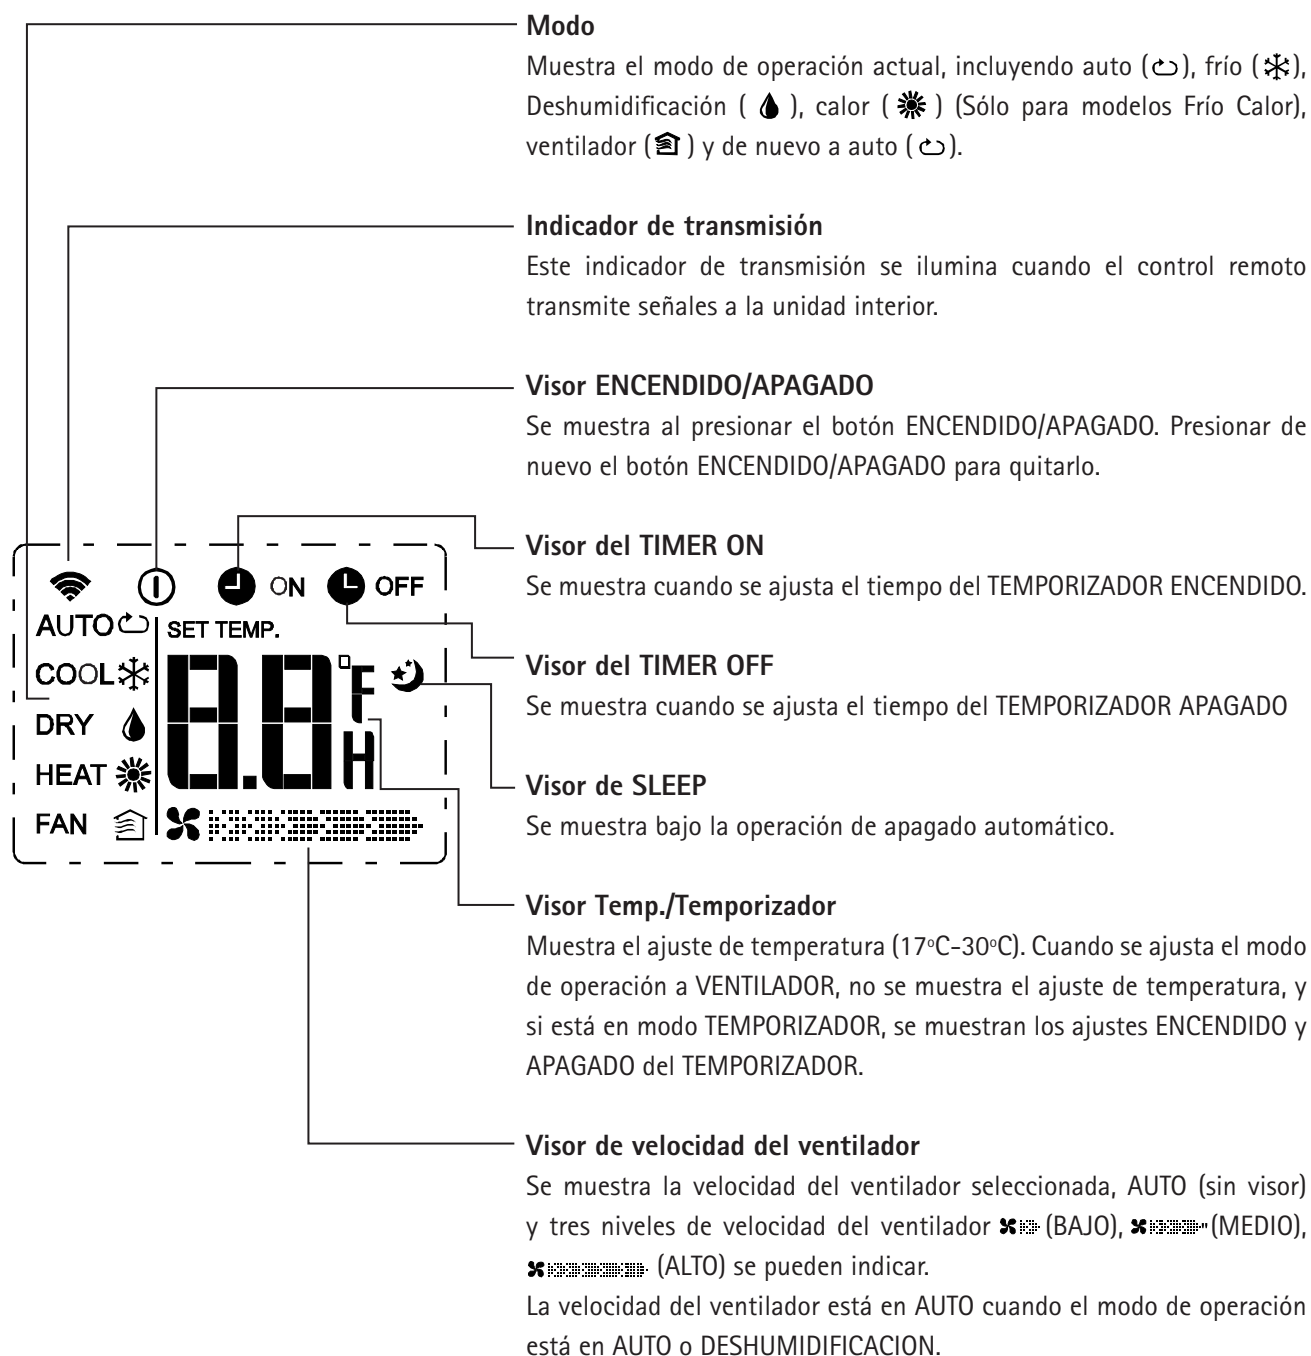 Modo
Muestra el modo de operación actual, incluyendo auto ( ), frío ( ),
Deshumidificación ( ), calor ( ) (Sólo para modelos Frío Calor),
ventilador ( ) y de nuevo a auto ( ).
Indicador de transmisión
Este indicador de transmisión se ilumina cuando el control remoto
transmite señales a la unidad interior.
Visor ENCENDIDO/APAGADO
Se muestra al presionar el botón ENCENDIDO/APAGADO. Presionar de
nuevo el botón ENCENDIDO/APAGADO para quitarlo.
Visor del TIMER ON
Se muestra cuando se ajusta el tiempo del TEMPORIZADOR ENCENDIDO.
Visor del TIMER OFF
Se muestra cuando se ajusta el tiempo del TEMPORIZADOR APAGADO
Visor de SLEEP
Se muestra bajo la operación de apagado automático.
Visor Temp./Temporizador
Muestra el ajuste de temperatura (17ºC-30ºC). Cuando se ajusta el modo
de operación a VENTILADOR, no se muestra el ajuste de temperatura, y
si está en modo TEMPORIZADOR, se muestran los ajustes ENCENDIDO y
APAGADO del TEMPORIZADOR.
Visor de velocidad del ventilador
Se muestra la velocidad del ventilador seleccionada, AUTO (sin visor)
y tres niveles de velocidad del ventilador (BAJO), (MEDIO),
(ALTO) se pueden indicar.
La velocidad del ventilador está en AUTO cuando el modo de operación
está en AUTO o DESHUMIDIFICACION.
ON OFF
AUTO
SET TEMP.
COOL
DRY
HEAT
FAN
8.8
°F
H